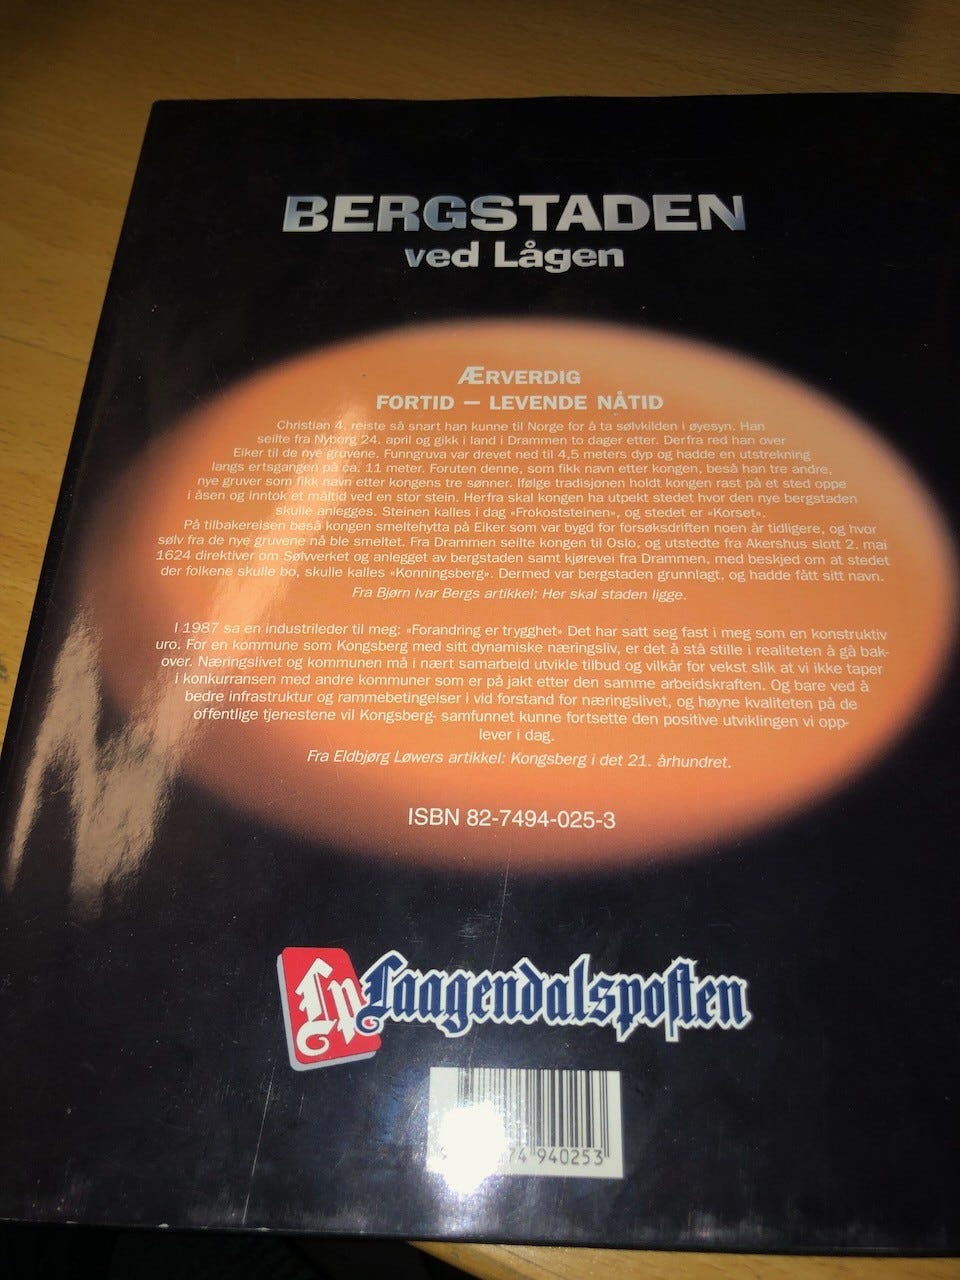 BERGSTADEN
ved Lågen
ÆRVERDIG
FORTID – LEVENDE NÅTID
Christian 4. reiste så snart han kunne til Norge for å ta sølvkilden i øyesyn. Han
seilte fra Nyborg 24. april og gikk i land i Drammen to dager etter. Derfra red han over
Eiker til de nye gruvene. Funngruva var drevet ned til 4,5 meters dyp og hadde en utstrekning
langs ertsgangen på ca. 11 meter. Foruten denne, som fikk navn etter kongen, beså han tre andre,
nye gruver som fikk navn etter kongens tre sønner. Ifølge tradisjonen holdt kongen rast på et sted oppe
i åsen og inntok et måltid ved en stor stein. Herfra skal kongen ha utpekt stedet hvor den nye bergstaden
skulle anlegges. Steinen kalles i dag «Frokoststeinen», og stedet er «Korset».
På tilbakereisen beså kongen smeltehytta på Eiker som var bygd for forsøksdriften noen år tidligere, og hvor
sølv fra de nye gruvene nå ble smeltet. Fra Drammen seilte kongen til Oslo, og utstedte fra Akershus slott 2. mai
1624 direktiver om Sølvverket og anlegget av bergstaden samt kjørevei fra Drammen, med beskjed om at stedet
der folkene skulle bo, skulle kalles «Konningsberg». Dermed var bergstaden grunnlagt, og hadde fått sitt navn.
Fra Bjørn Ivar Bergs artikkel: Her skal staden ligge.
I 1987 sa en industrileder til meg: «Forandring er trygghet» Det har satt seg fast i meg som en konstruktiv
uro. For en kommune som Kongsberg med sitt dynamiske næringsliv, er det å stå stille i realiteten å gå bak-
over. Næringslivet og kommunen må i nært samarbeid utvikle tilbud og vilkår for vekst slik at vi ikke taper
i konkurransen med andre kommuner som er på jakt etter den samme arbeidskraften. Og bare ved å
bedre infrastruktur og rammebetingelser i vid forstand for næringslivet, og høyne kvaliteten på de
offentlige tjenestene vil Kongsberg- samfunnet kunne fortsette den positive utviklingen vi opp-
lever i dag.
Fra Eldbjørg Løwers artikkel: Kongsberg i det 21. århundret.
ISBN 82-7494-025-3
Lp Laagendalsposten
74 940253